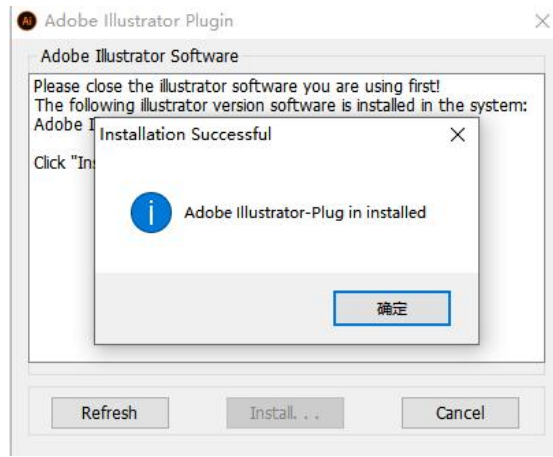 Adobe Illustrator Plugin
Adobe Illustrator Software
Please close the illustrator software you are using first!
The following illustrator version software is installed in the system:
Adobe
Installation Successful
Click
Adobe Illustrator-Plug in installed
确定
Refresh
Install. . .
Cancel